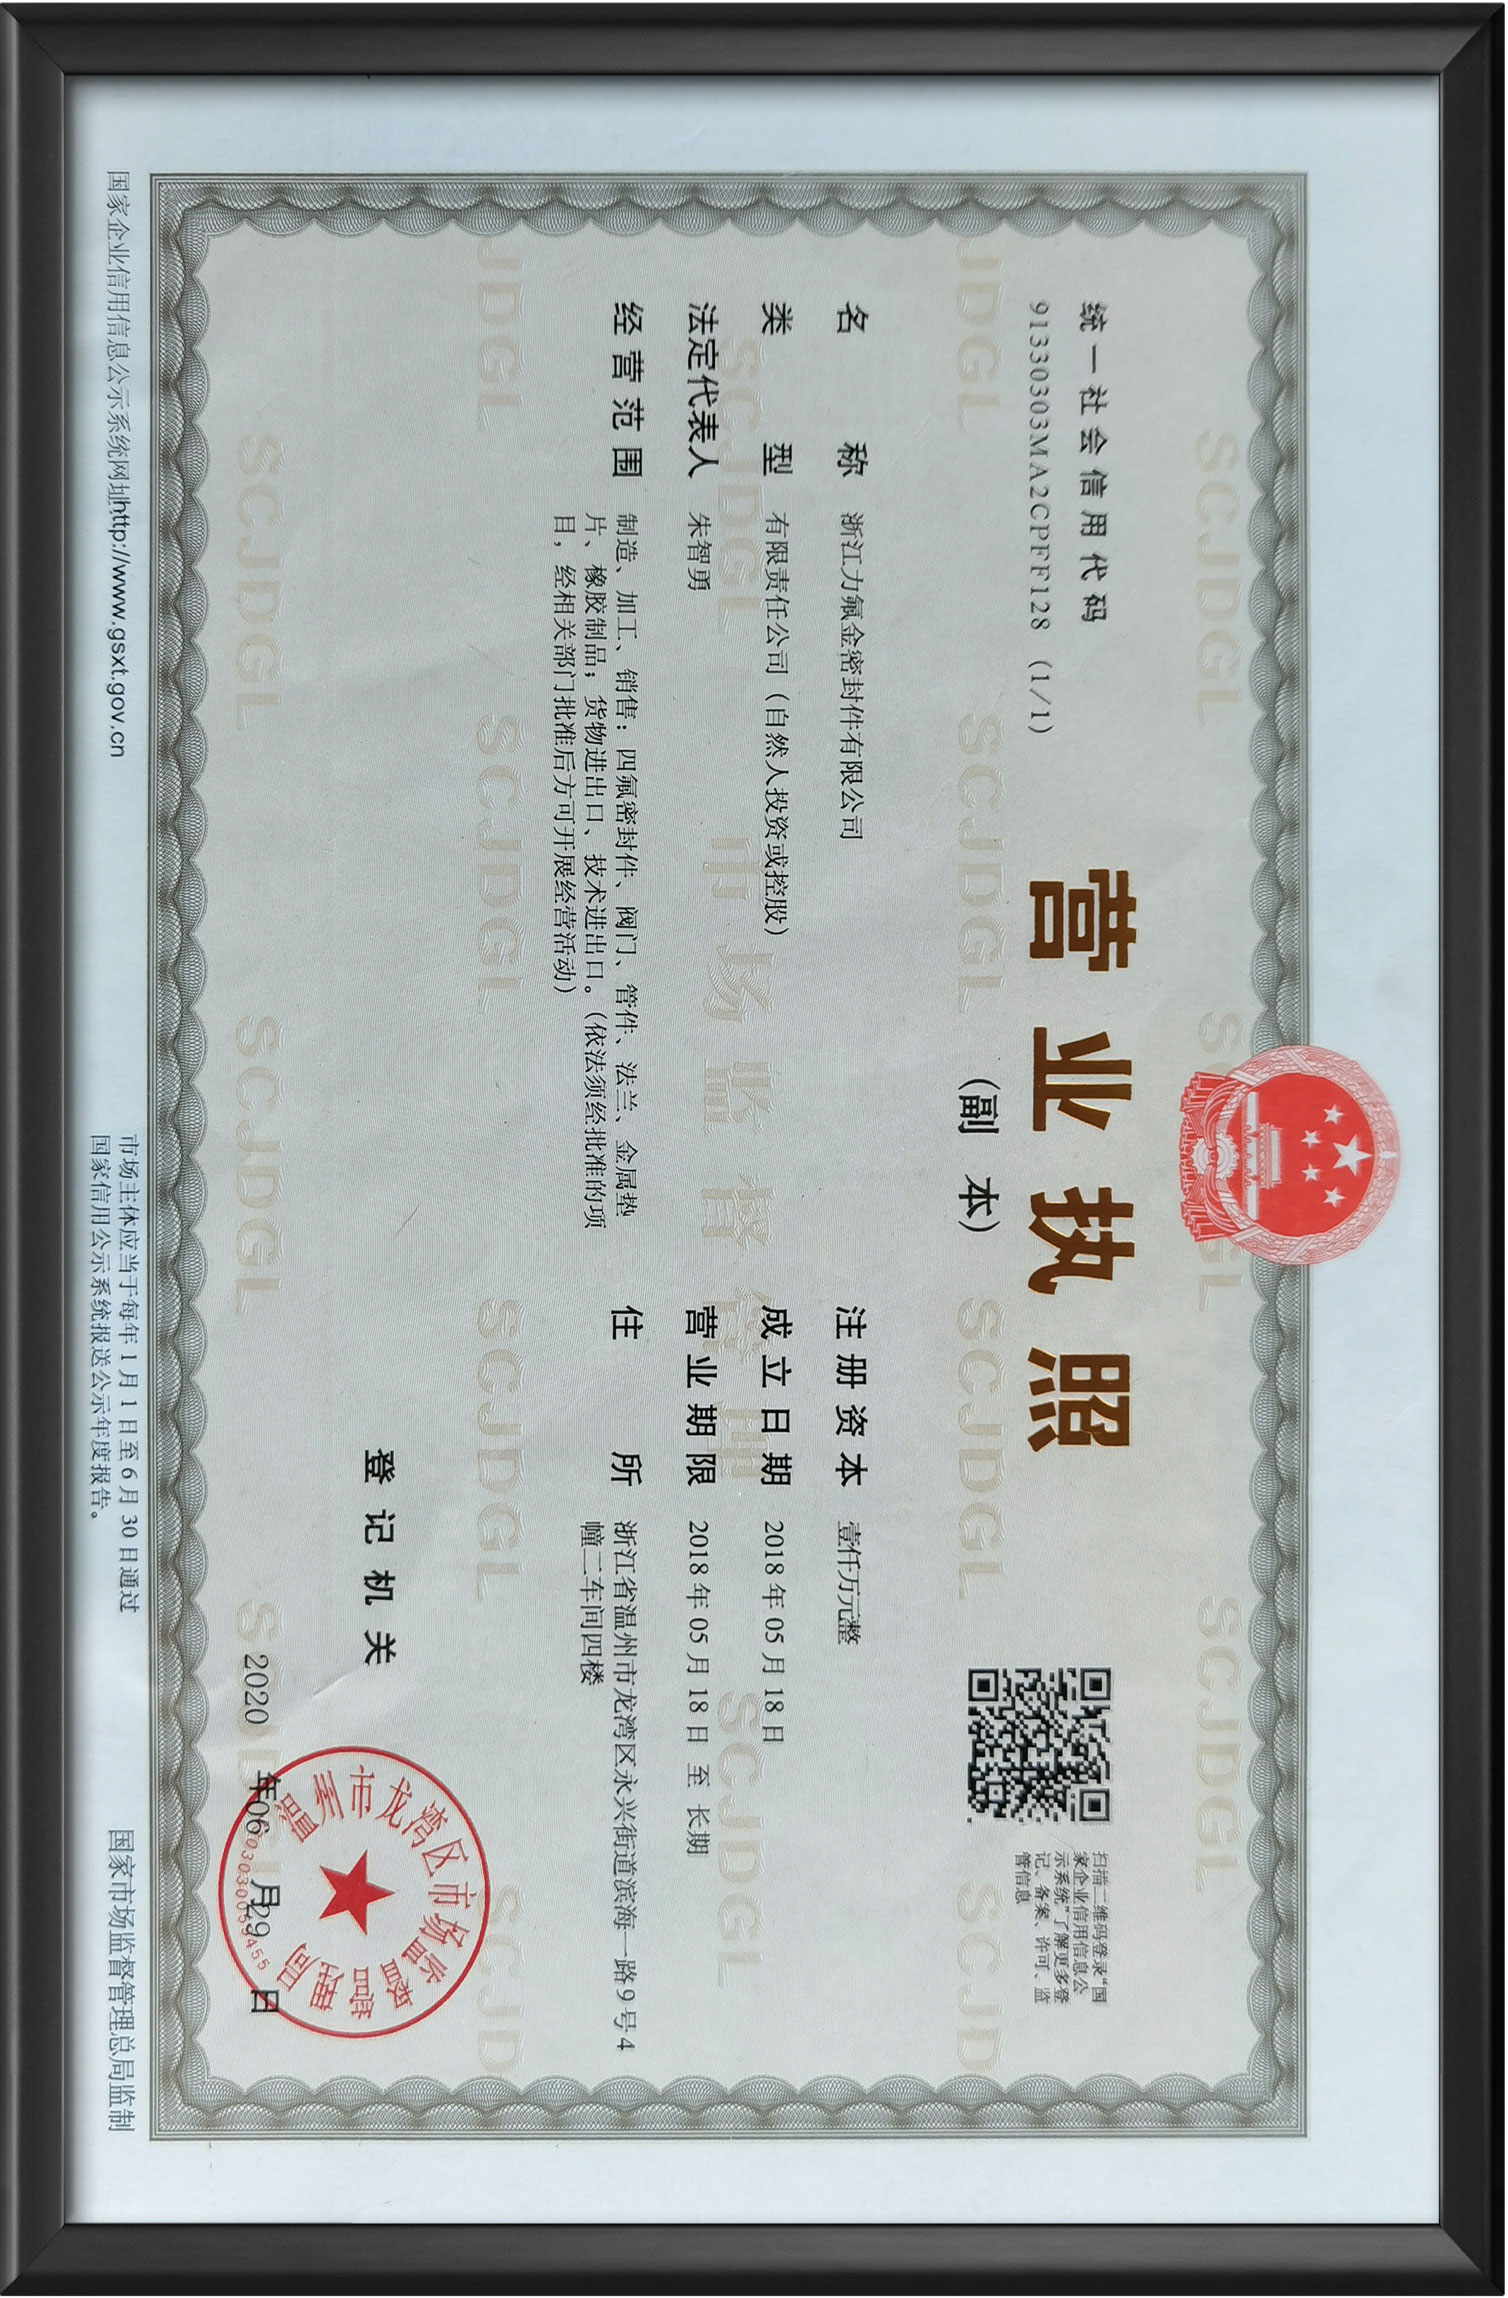 统一社会信用代码
91330303MA2CPFF128 (1/1)
营业执照
(副 本)
扫描二维码登录“国
家企业信用信息公
示系统”了解更多登
记、备案、许可、监
管信息
名 称 浙江力氟金密封件有限公司
类 型 有限责任公司（自然人投资或控股）
法定代表人 朱智勇
经营范围 制造、加工、销售：四氟密封件、阀门、管件、法兰、金属垫
片、橡胶制品；货物进出口、技术进出口。（依法须经批准的项
目，经相关部门批准后方可开展经营活动）
注册资本 壹仟万元整
成立日期 2018年05月18日
营业期限 2018年05月18日 至 长期
住 所 浙江省温州市龙湾区永兴街道滨海一路9号4
幢二车间四楼
登记机关
温州市龙湾区市场监督管理局
2020 年06 月29 日
国家企业信用信息公示系统网址http://www.gsxt.gov.cn
市场主体应当于每年1月1日至6月30日通过
国家信用公示系统报送公示年度报告。
国家市场监督管理总局监制
SCJDGL
市场监督管理